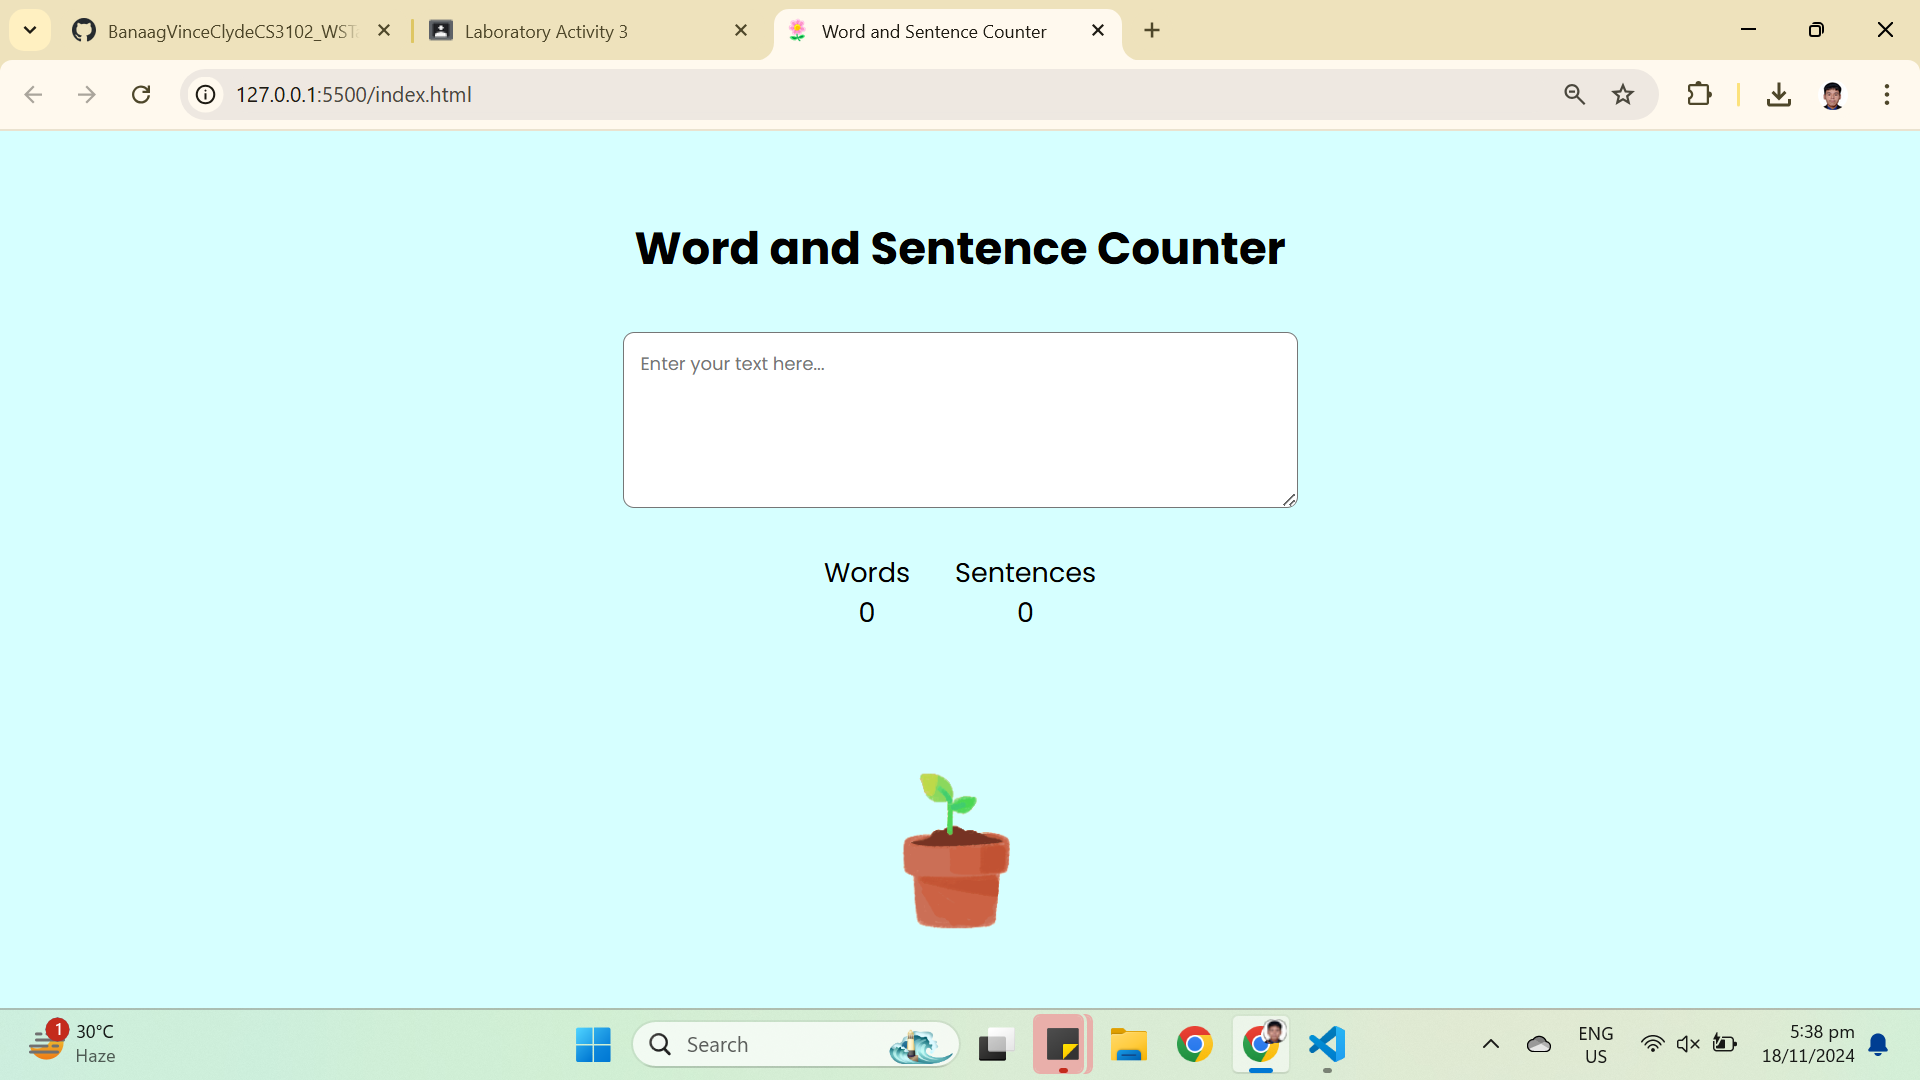 BanaagVinceClydeCS3102_WST
Laboratory Activity 3
Word and Sentence Counter
127.0.0.1:5500/index.html
Word and Sentence Counter
Enter your text here...
Words
Sentences
0
0
1
30°C
Haze
Search
ENG
US
5:38 pm
18/11/2024